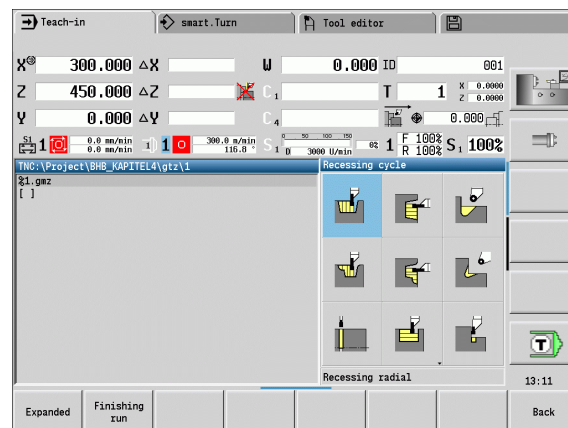 Teach-in
smart.Turn
Tool editor
X 300.000 ΔX
W 0.000 ID 001
Z 450.000 ΔZ
C1
T 1 X 0.0000
Z 0.0000
Y 0.000 ΔY
C4
0.000
S1 1
0.0 mm/min
0.0 mm/min
1
1
300.0 m/min
116.8 °
S1
0 50 100 150
0%
D 3000 U/min
1 F 100%
R 100%
S1 100%
TNC:\Project\BHB_KAPITEL4\gtz\1
Recessing cycle
%1.gmz
[ ]
T
Recessing radial
13:11
Expanded
Finishing
run
Back